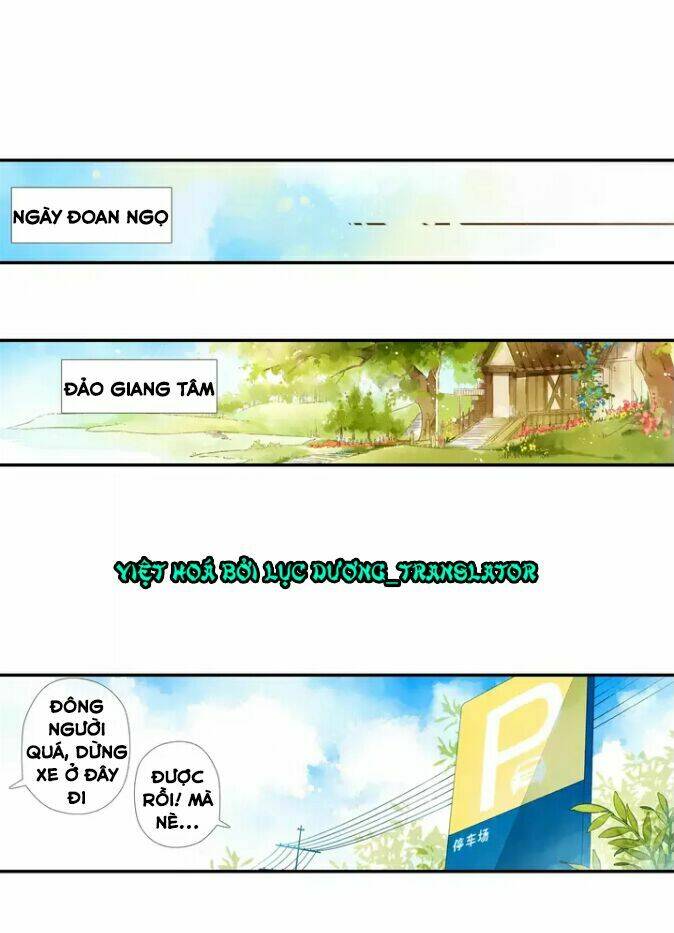 NGÀY ĐOAN NGỌ
ĐẢO GIANG TÂM
VIỆT HOÁ BỞI LỤC DƯƠNG_TRANSLATOR
ĐÔNG
NGƯỜI
QUÁ, DỪNG
XE Ở ĐÂY
ĐI
ĐƯỢC
RỒI! MÀ
NÈ...
P
停车场